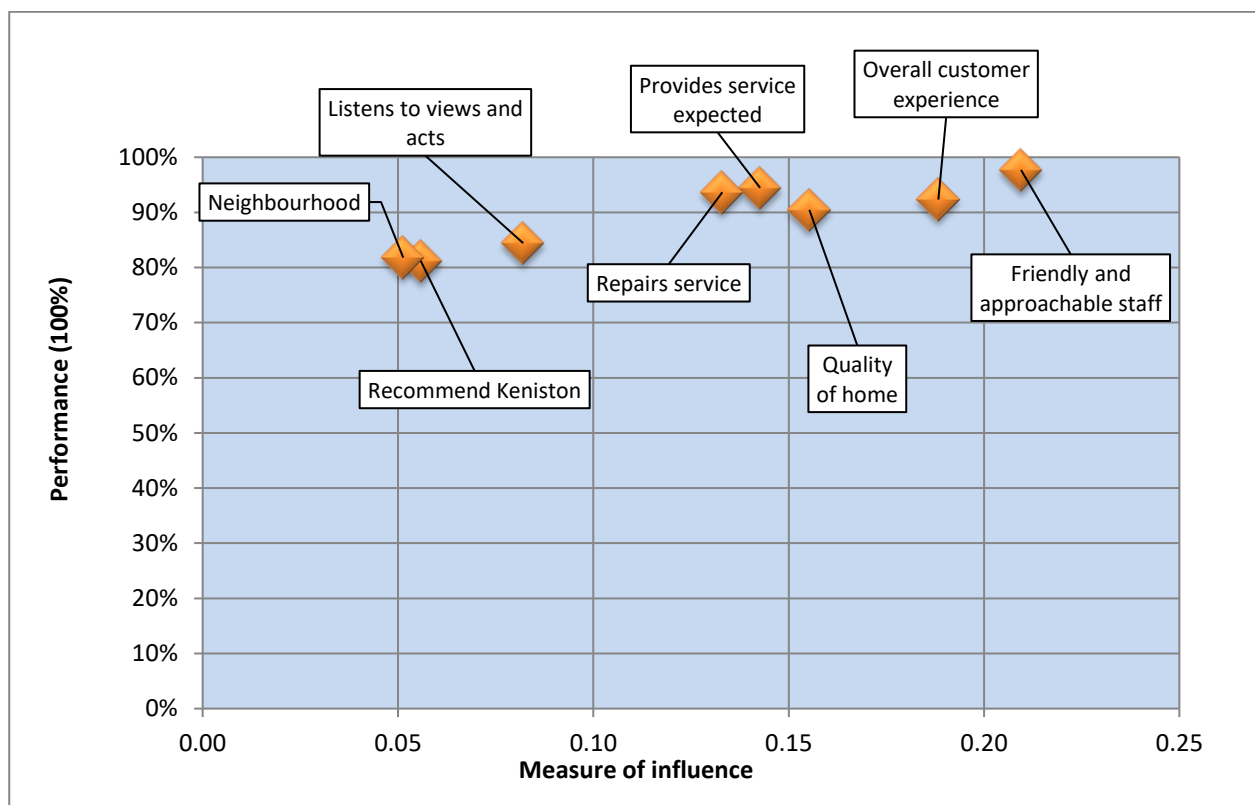 Overall customer
experience
Provides service
expected
Listens to views and
acts
Neighbourhood
Repairs service
Friendly and
approachable staff
Quality
of home
Recommend Keniston
100%
90%
80%
70%
60%
50%
40%
30%
20%
10%
0%
Performance (100%)
0.00
0.05
0.10
0.15
0.20
0.25
Measure of influence